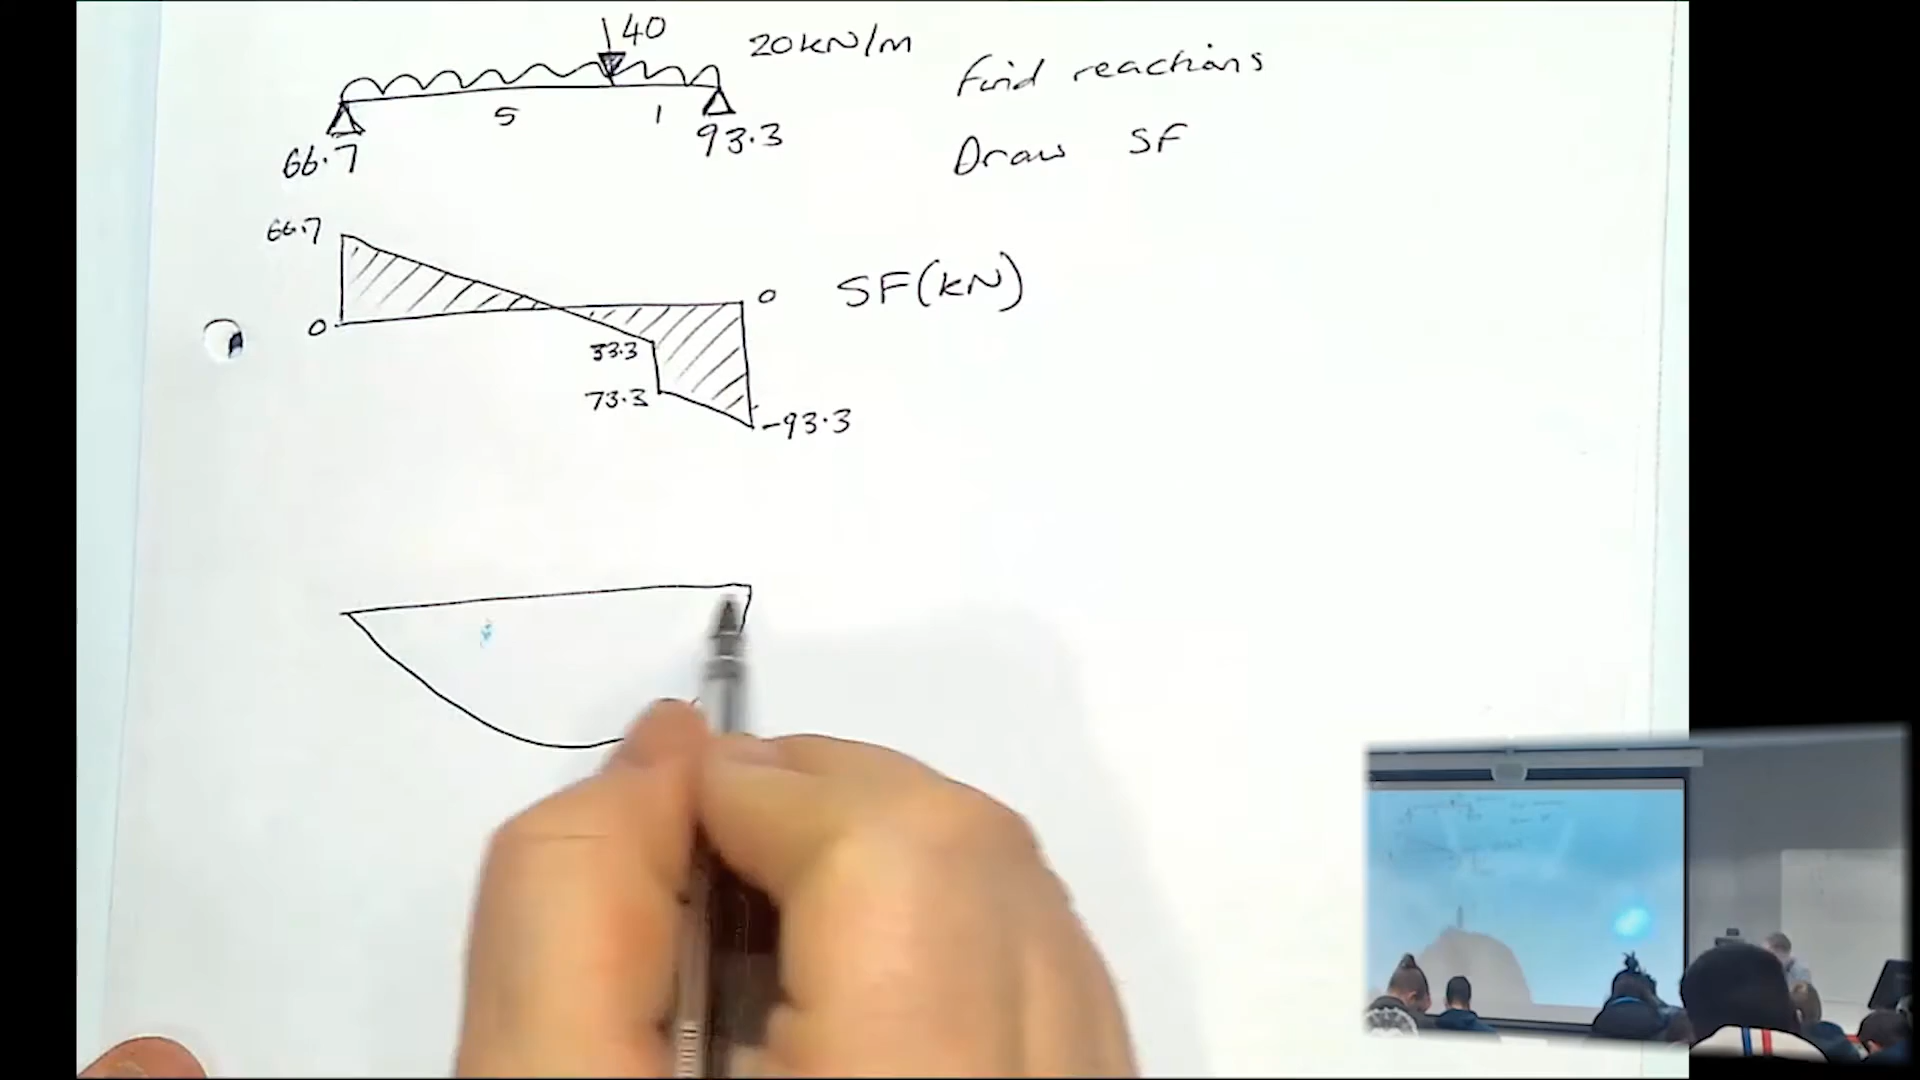 40
20kN/m
5
1
66.7
93.3
Find reactions
Draw SF
66.7
0
0
SF(kN)
33.3
73.3
-93.3